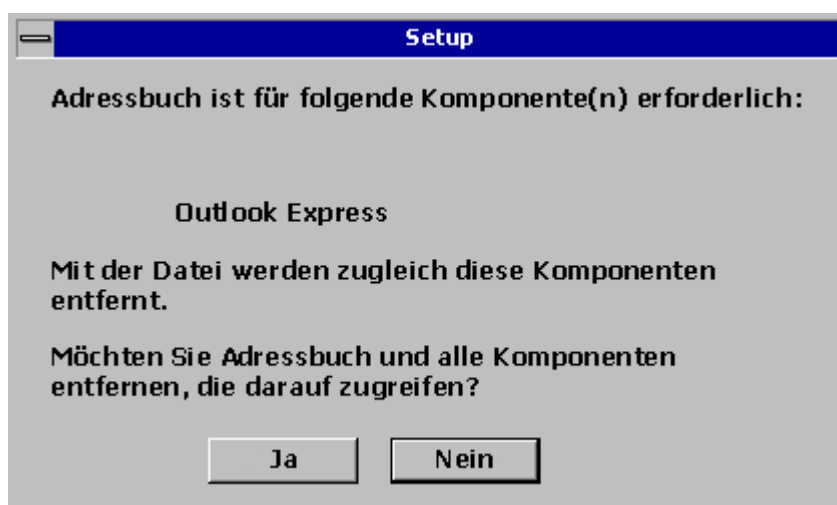 Setup
Adressbuch ist für folgende Komponente(n) erforderlich:
Outlook Express
Mit der Datei werden zugleich diese Komponenten
entfernt.
Möchten Sie Adressbuch und alle Komponenten
entfernen, die darauf zugreifen?
Ja
Nein